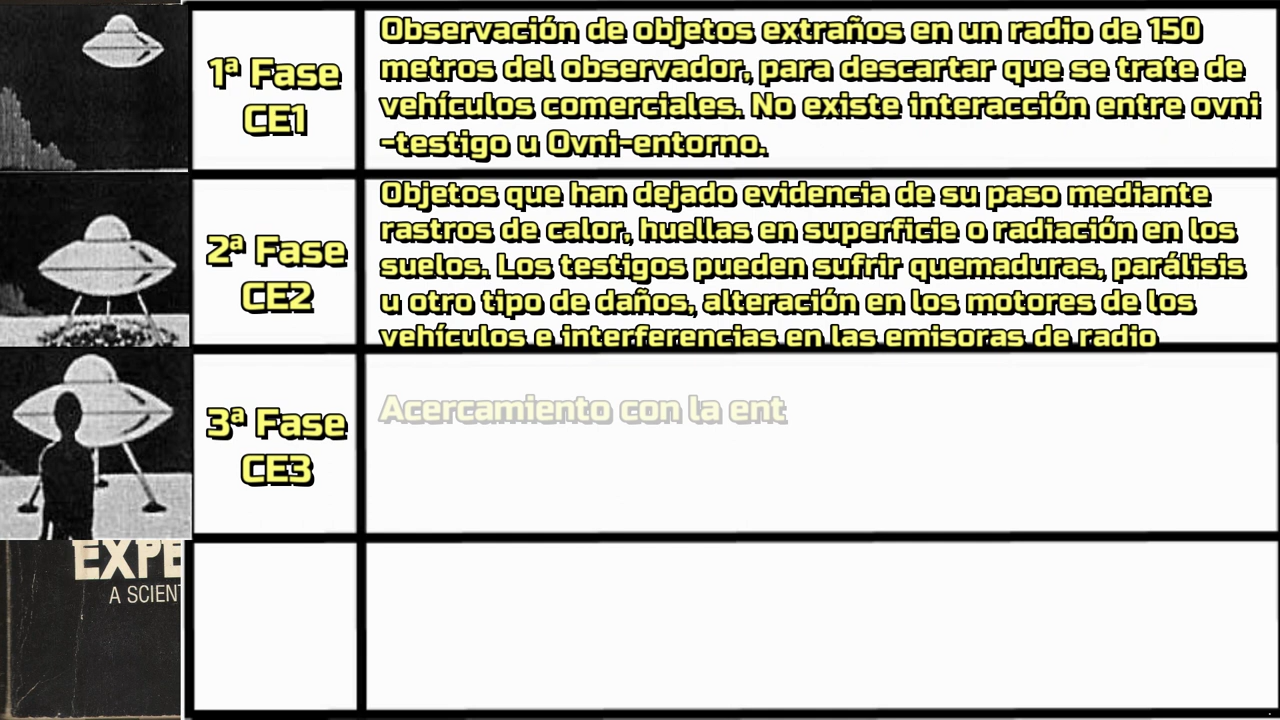 1ª Fase
CE1
Observación de objetos extraños en un radio de 150
metros del observador, para descartar que se trate de
vehículos comerciales. No existe interacción entre ovni
-testigo u Ovni-entorno.
2ª Fase
CE2
Objetos que han dejado evidencia de su paso mediante
rastros de calor, huellas en superficie o radiación en los
suelos. Los testigos pueden sufrir quemaduras, parálisis
u otro tipo de daños, alteración en los motores de los
vehículos e interferencias en las emisoras de radio
3ª Fase
CE3
Acercamiento con la ent
EXPE
A SCIENT